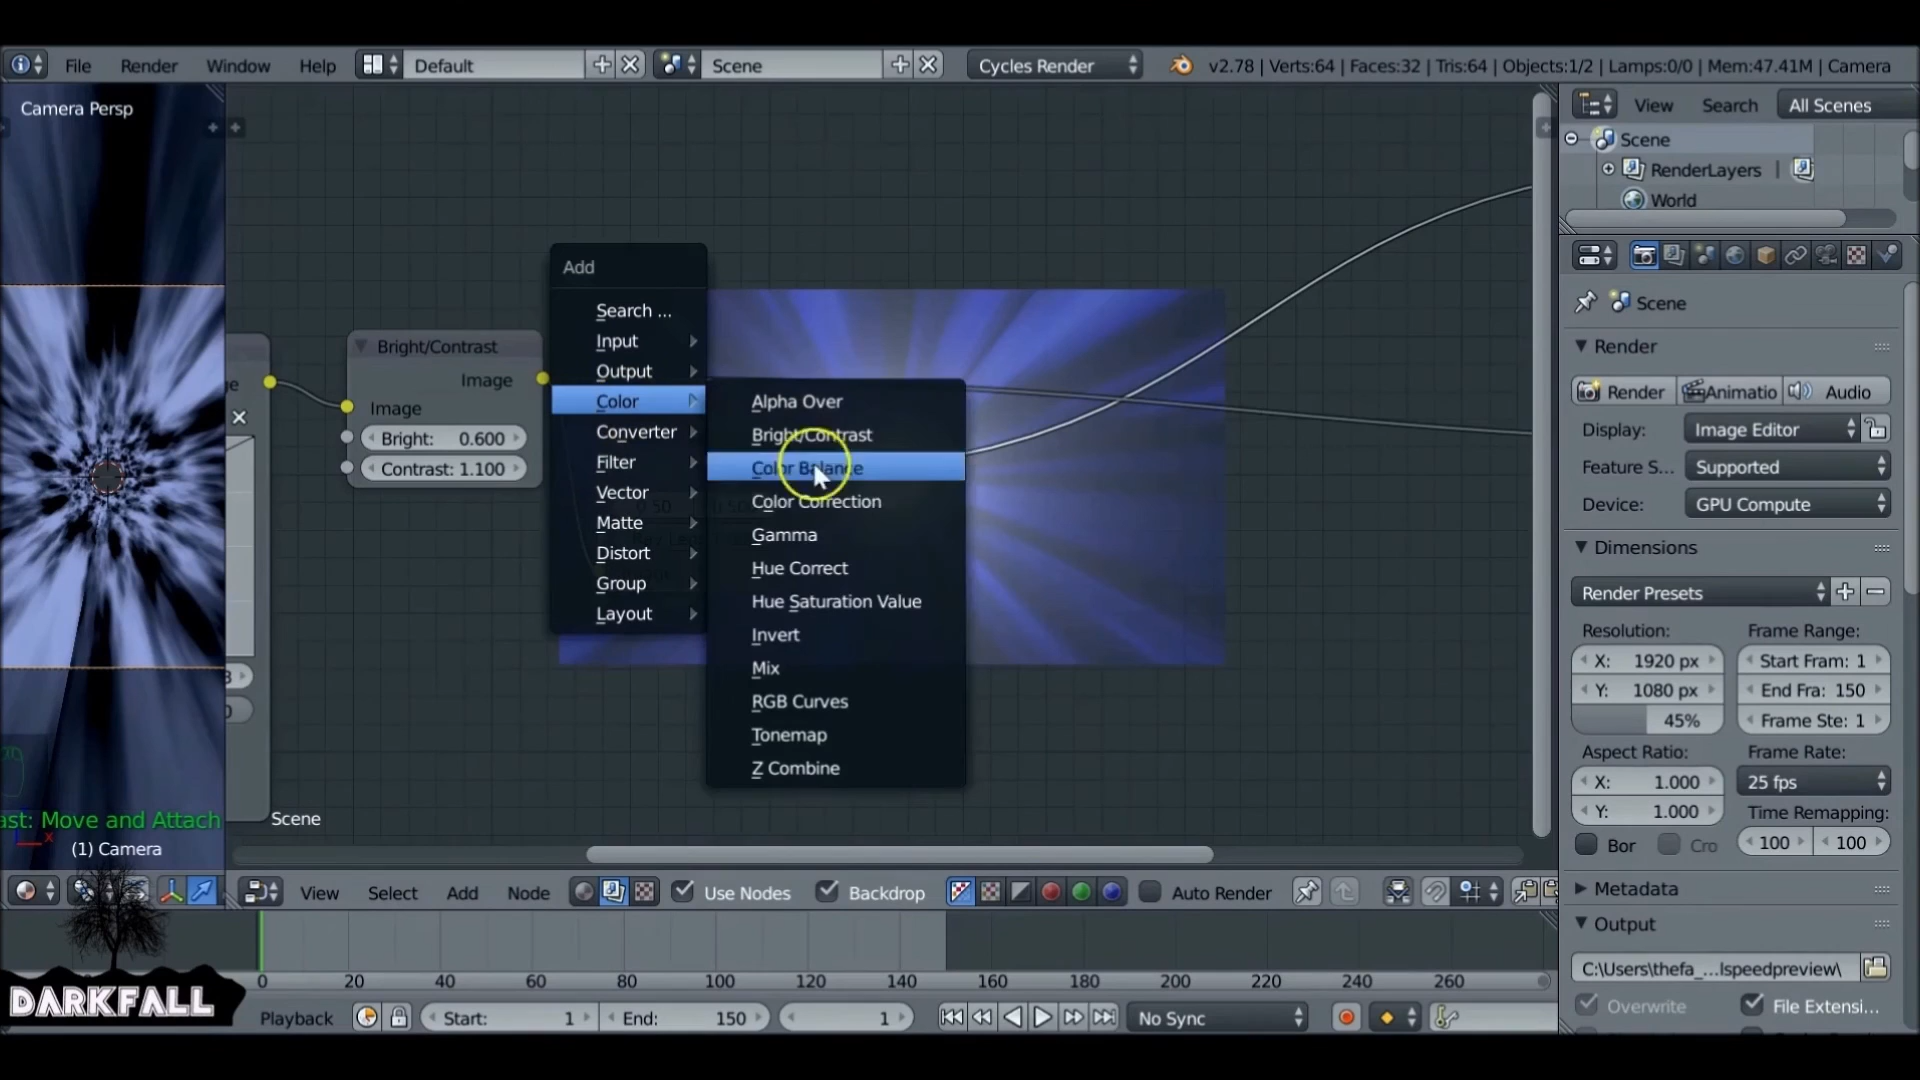 File Render Window Help Default Scene Cycles Render v2.78 | Verts:64 | Faces:32 | Tris:64 | Objects:1/2 | Lamps:0/0 | Mem:47.41M | Camera
Camera Persp
View Search All Scenes
Scene
RenderLayers |
World
Add
Search ...
Input
Output
Color
Converter
Filter
Vector
Matte
Distort
Group
Layout
Alpha Over
Bright/Contrast
Color Balance
Color Correction
Gamma
Hue Correct
Hue Saturation Value
Invert
Mix
RGB Curves
Tonemap
Z Combine
Bright/Contrast
Image
Image
Bright: 0.600
Contrast: 1.100
Scene
Render
Render Animatio Audio
Display: Image Editor
Feature S... Supported
Device: GPU Compute
Dimensions
Render Presets
Resolution: Frame Range:
X: 1920 px Start Fram: 1
Y: 1080 px End Fra: 150
45% Frame Ste: 1
Aspect Ratio: Frame Rate:
X: 1.000 25 fps
Y: 1.000 Time Remapping:
Bor Cro 100 100
Metadata
Output
C:\Users\thefa_...lspeedpreview\
Overwrite File Extensi...
ast: Move and Attach
Scene
(1) Camera
View Select Add Node Use Nodes Backdrop Auto Render
0 20 40 60 80 100 120 140 160 180 200 220 240 260
DARKFALL
Playback Start: 1 End: 150 1 No Sync